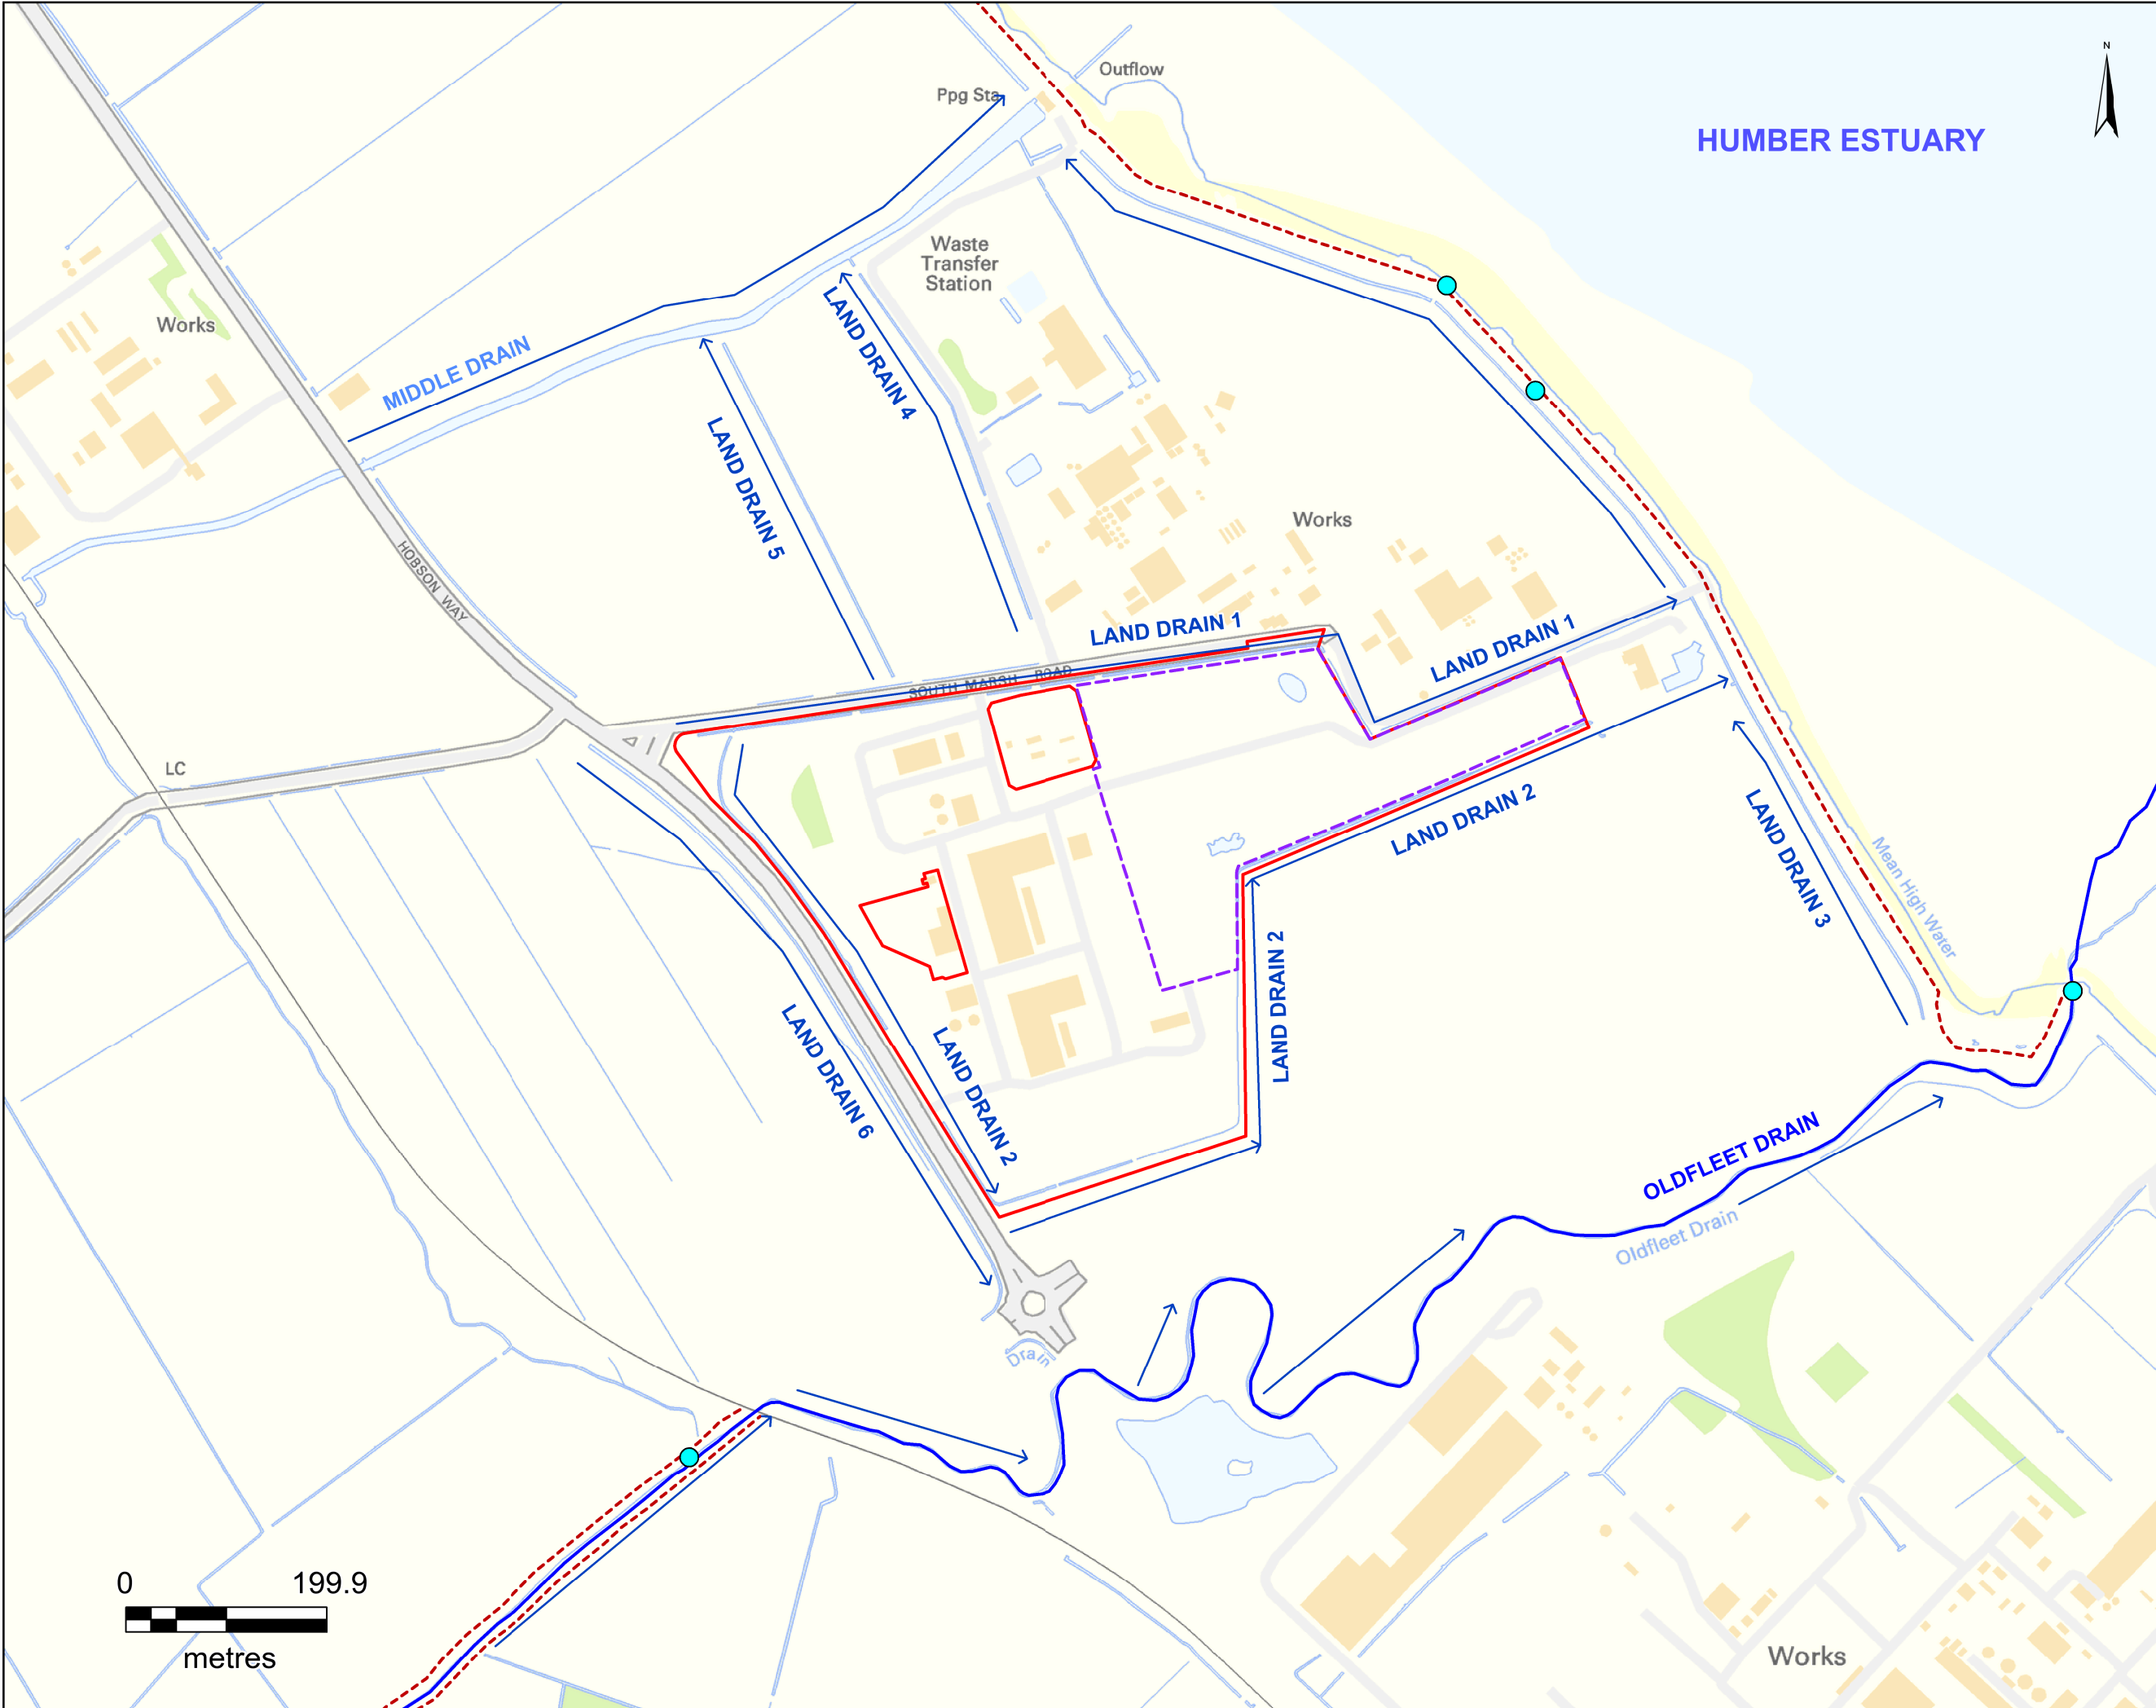 N
Outflow
Ppg Sta
HUMBER ESTUARY
Waste
Transfer
Station
Works
LAND DRAIN 4
MIDDLE DRAIN
LAND DRAIN 5
Works
HOBSON WAY
LAND DRAIN 1
LAND DRAIN 1
SOUTH MARSH ROAD
LC
LAND DRAIN 2
LAND DRAIN 3
Mean High Water
LAND DRAIN 2
LAND DRAIN 6
LAND DRAIN 2
OLDFLEET DRAIN
Oldfleet Drain
Drain
0 199.9
metres
Works